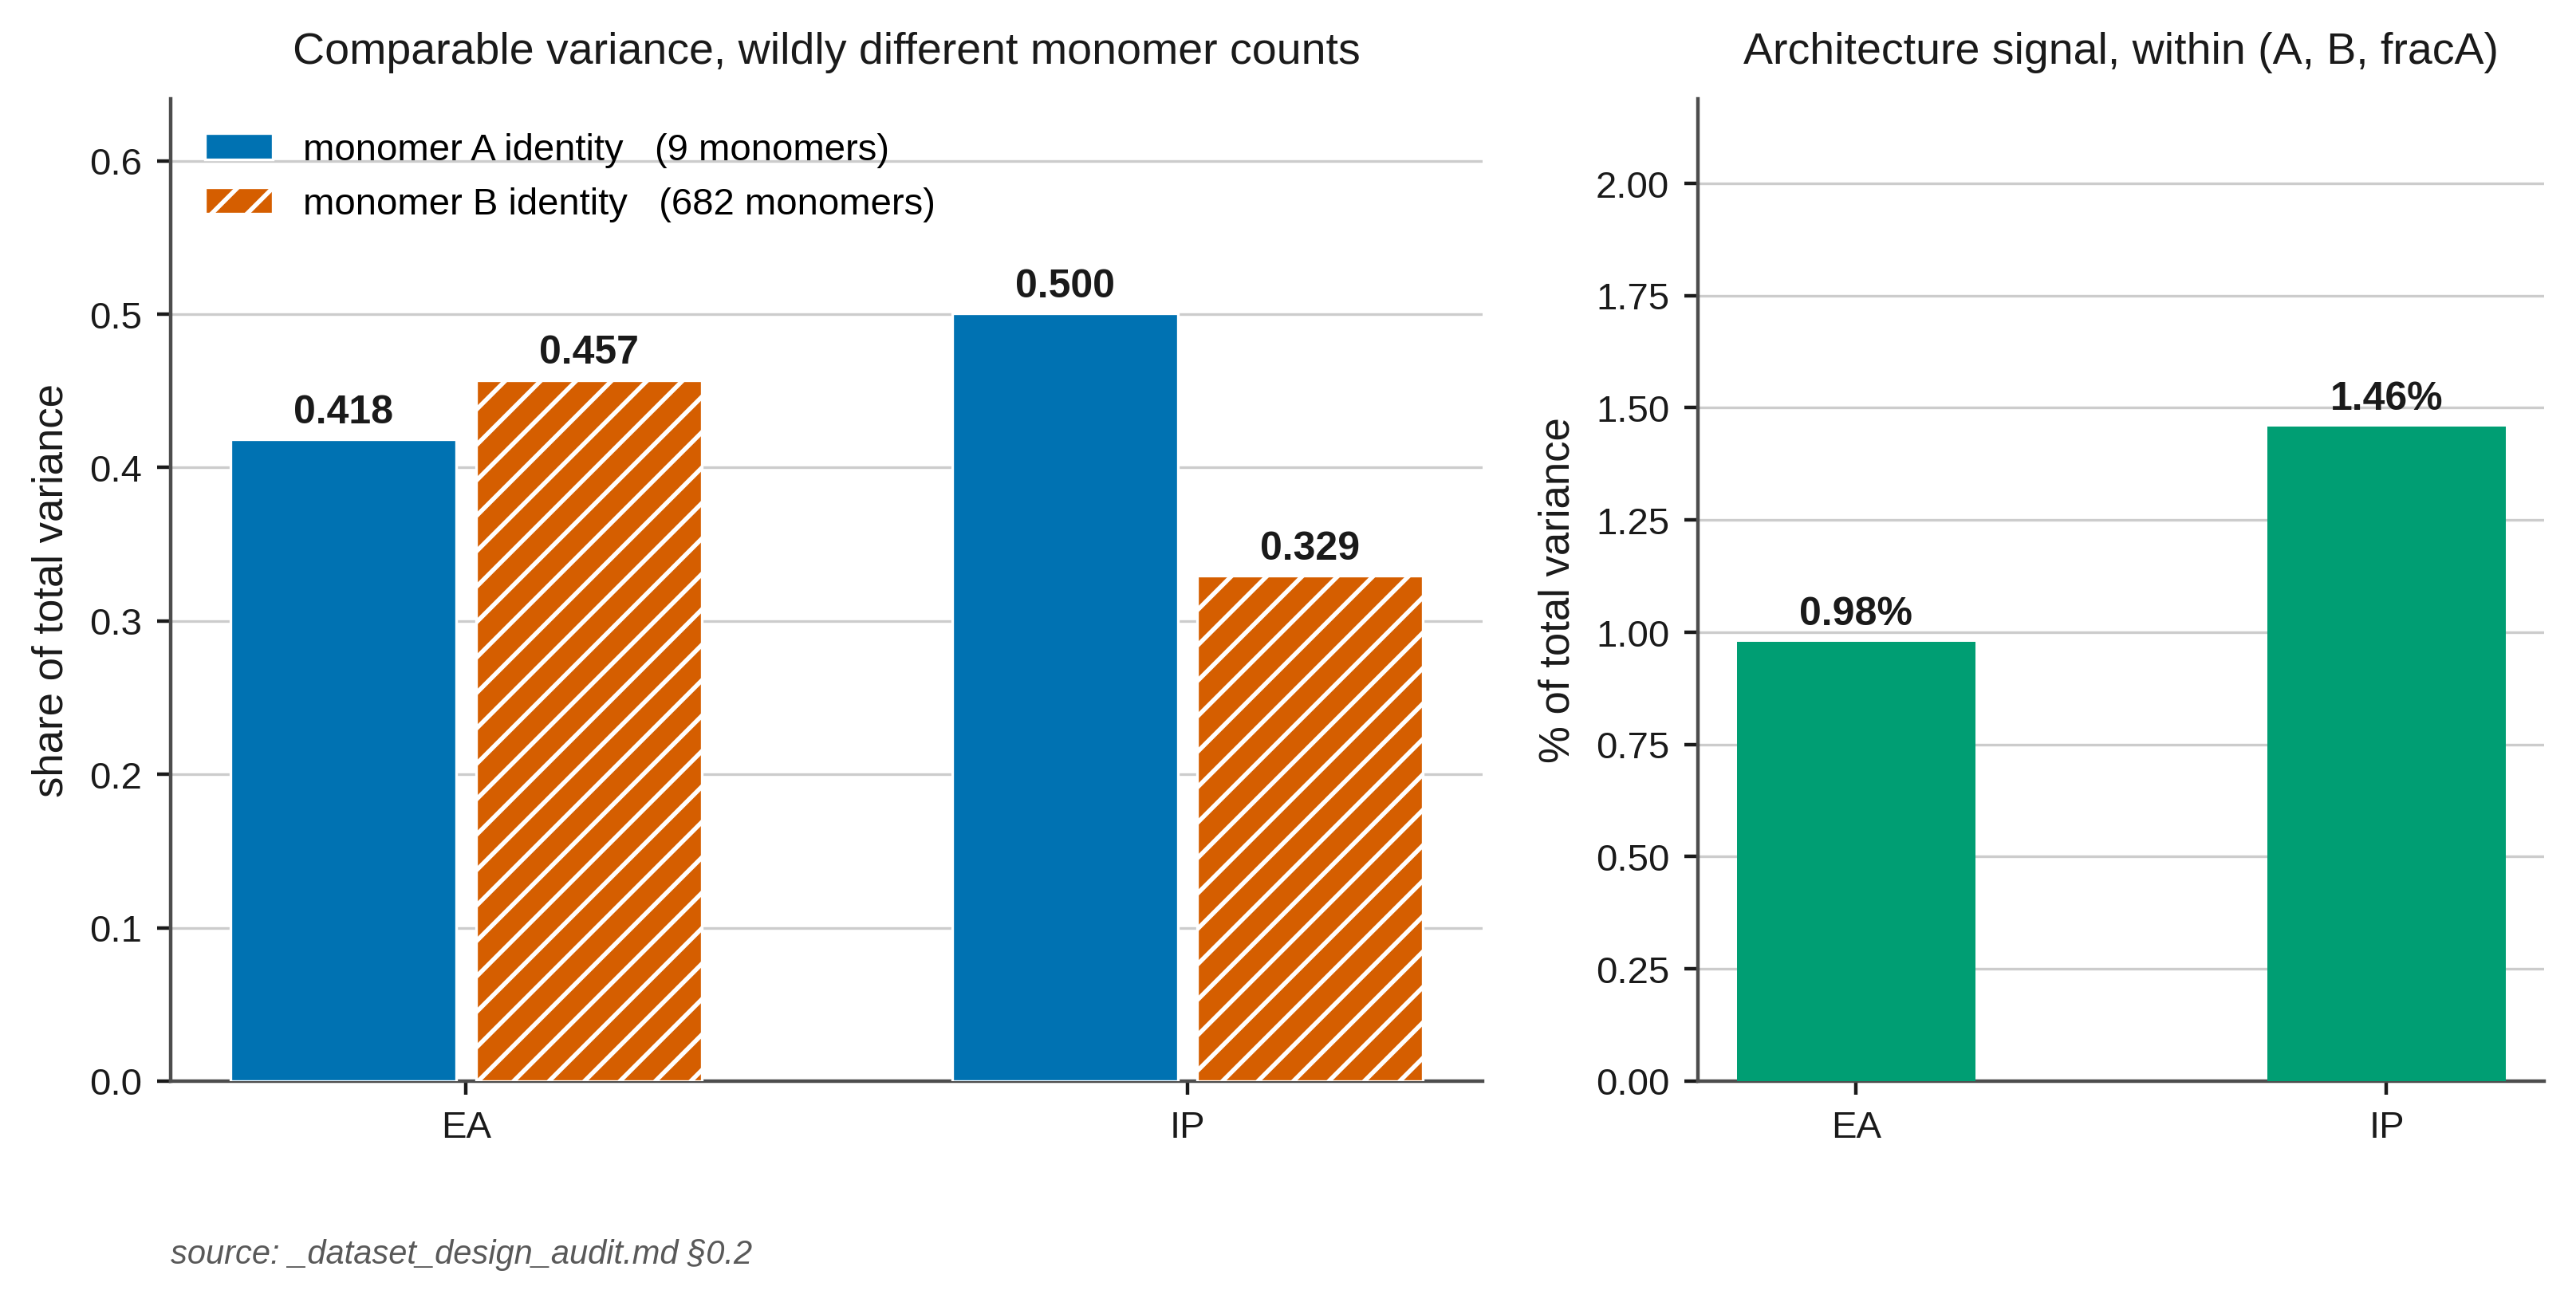 Comparable variance, wildly different monomer counts
monomer A identity (9 monomers)
monomer B identity (682 monomers)
share of total variance
0.6
0.5
0.4
0.3
0.2
0.1
0.0
0.418
0.457
0.500
0.329
EA
IP
Architecture signal, within (A, B, fracA)
% of total variance
2.00
1.75
1.50
1.25
1.00
0.75
0.50
0.25
0.00
0.98%
1.46%
EA
IP
source: _dataset_design_audit.md §0.2